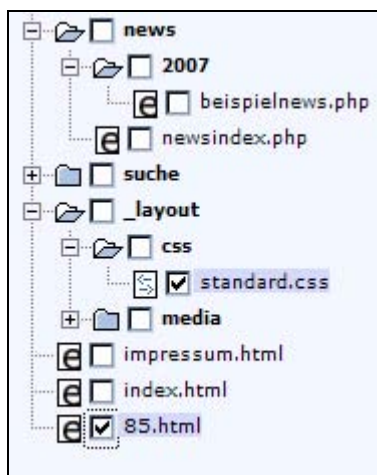 news
2007
beispielnews.php
newsindex.php
suche
_layout
css
standard.css
media
impressum.html
index.html
85.html